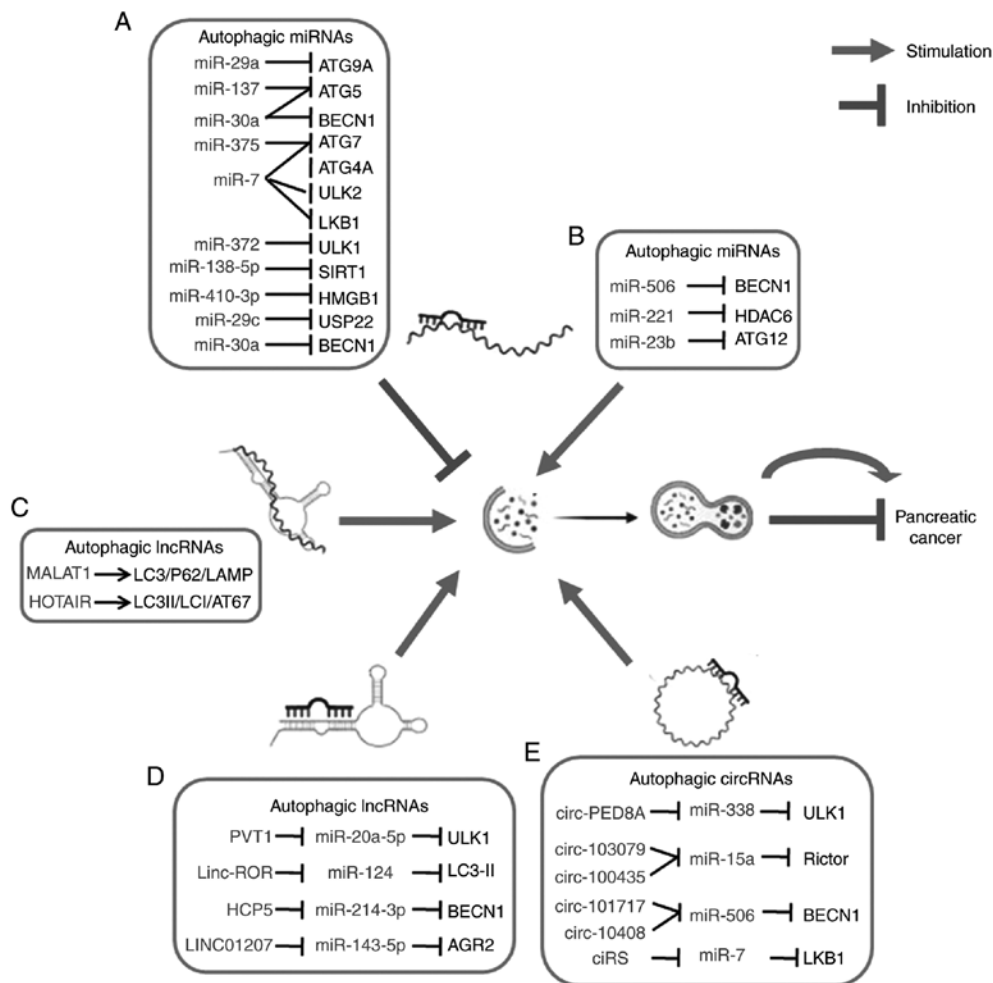 A
Autophagic miRNAs
miR-29a ATG9A
miR-137 ATG5
miR-30a BECN1
miR-375 ATG7
ATG4A
miR-7
ULK2
LKB1
miR-372 ULK1
miR-138-5p SIRT1
miR-410-3p HMGB1
miR-29c USP22
miR-30a BECN1
Stimulation
Inhibition
B
Autophagic miRNAs
miR-506 BECN1
miR-221 HDAC6
miR-23b ATG12
C
Autophagic lncRNAs
MALAT1 LC3/P62/LAMP
HOTAIR LC3II/LCI/AT67
Pancreatic
cancer
D
Autophagic lncRNAs
PVT1 miR-20a-5p ULK1
Linc-ROR miR-124 LC3-II
HCP5 miR-214-3p BECN1
LINC01207 miR-143-5p AGR2
E
Autophagic circRNAs
circ-PED8A miR-338 ULK1
circ-103079
miR-15a Rictor
circ-100435
circ-101717
miR-506 BECN1
circ-10408
ciRS miR-7 LKB1